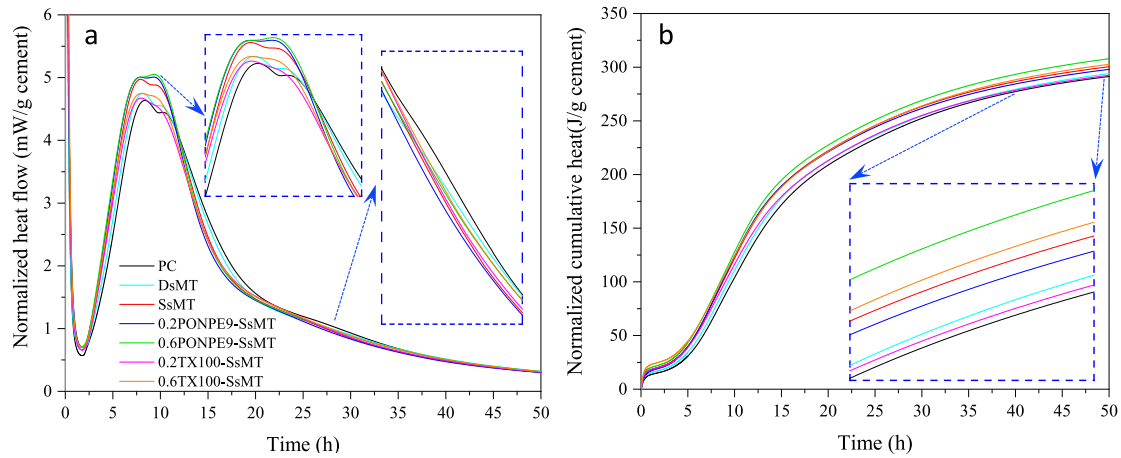 a
Normalized heat flow (mW/g cement)
6
5
4
3
2
1
0
PC
DsMT
SsMT
0.2PONPE9-SsMT
0.6PONPE9-SsMT
0.2TX100-SsMT
0.6TX100-SsMT
0 5 10 15 20 25 30 35 40 45 50
Time (h)
b
Normalized cumulative heat(J/g cement)
350
300
250
200
150
100
50
0
0 5 10 15 20 25 30 35 40 45 50
Time (h)